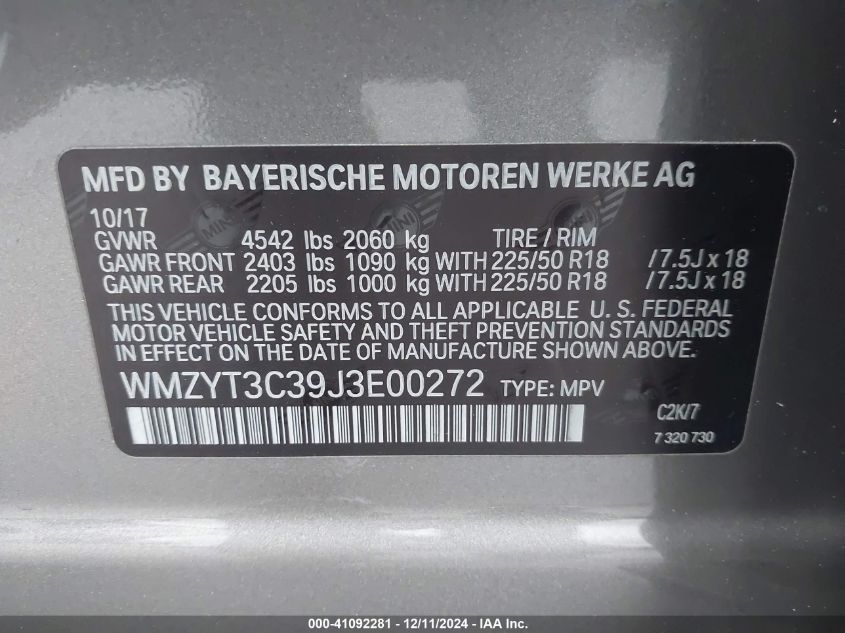 MFD BY BAYERISCHE MOTOREN WERKE AG
10/17
GVWR 4542 lbs 2060 kg TIRE / RIM
GAWR FRONT 2403 lbs 1090 kg WITH 225/50 R18 /7.5J x 18
GAWR REAR 2205 lbs 1000 kg WITH 225/50 R18 /7.5J x 18
THIS VEHICLE CONFORMS TO ALL APPLICABLE U. S. FEDERAL
MOTOR VEHICLE SAFETY AND THEFT PREVENTION STANDARDS
IN EFFECT ON THE DATE OF MANUFACTURE SHOWN ABOVE.
WMZYT3C39J3E00272 TYPE: MPV
C2K/7
7 320 730
MINI
MINI
000-41092281 - 12/11/2024 - IAA Inc.